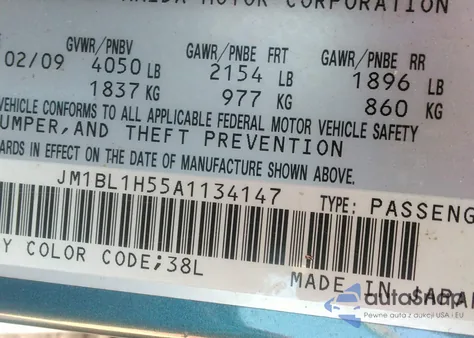 MAZDA MOTOR CORPORATION
GVWR/PNBV GAWR/PNBE FRT GAWR/PNBE RR
02/09 4050 LB 2154 LB 1896 LB
1837 KG 977 KG 860 KG
VEHICLE CONFORMS TO ALL APPLICABLE FEDERAL MOTOR VEHICLE SAFETY
BUMPER, AND THEFT PREVENTION
ARDS IN EFFECT ON THE DATE OF MANUFACTURE SHOWN ABOVE.
JM1BL1H55A1134147 TYPE: PASSENG
Y COLOR CODE;38L
MADE IN JAPAN
autosnap
Pewne auta z aukcji USA i EU